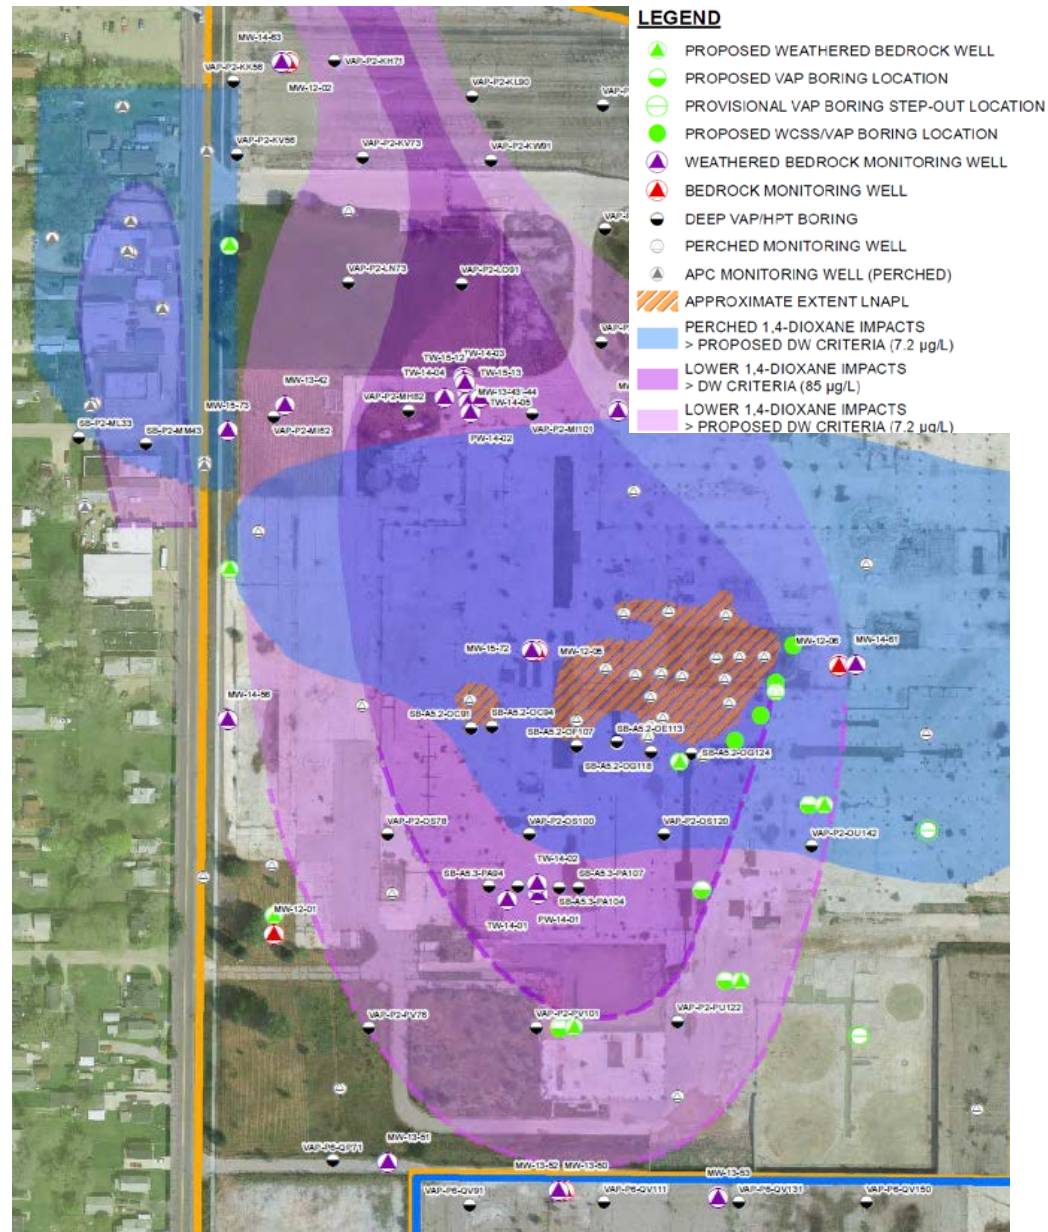 LEGEND
PROPOSED WEATHERED BEDROCK WELL
PROPOSED VAP BORING LOCATION
PROVISIONAL VAP BORING STEP-OUT LOCATION
PROPOSED WCSS/VAP BORING LOCATION
WEATHERED BEDROCK MONITORING WELL
BEDROCK MONITORING WELL
DEEP VAP/HPT BORING
PERCHED MONITORING WELL
APC MONITORING WELL (PERCHED)
APPROXIMATE EXTENT LNAPL
PERCHED 1,4-DIOXANE IMPACTS
> PROPOSED DW CRITERIA (7.2 µg/L)
LOWER 1,4-DIOXANE IMPACTS
> DW CRITERIA (85 µg/L)
LOWER 1,4-DIOXANE IMPACTS
> PROPOSED DW CRITERIA (7.2 µg/L)
MW-14-63
VAP-P2-KH71
VAP-P2-KK56
MW-12-02
VAP-P2-KL90
VAP-P2-KV56
VAP-P2-KV73
VAP-P2-KW91
VAP-P2-LN73
VAP-P2-LO91
TW-15-12
TW-14-03
TW-14-04
TW-15-13
MW-13-42
MW-13-43
-44
VAP-P2-MH82
TW-14-05
MW-15-73
VAP-P2-MI62
PW-14-02
VAP-P2-MI101
SB-P2-ML33
SB-P2-MM43
MW-15-72
MW-12-05
MW-12-06
MW-14-61
MW-14-56
SB-A5.2-OC91
SB-A5.2-OC94
SB-A5.2-OF107
SB-A5.2-OE113
SB-A5.2-OG118
SB-A5.2-OG124
VAP-P2-OS78
VAP-P2-OS100
VAP-P2-OS120
VAP-P2-OU142
TW-14-02
SB-A5.3-PA94
SB-A5.3-PA107
SB-A5.3-PA104
TW-14-01
PW-14-01
MW-12-01
VAP-P2-PV76
VAP-P2-PV101
VAP-P2-PU122
VAP-P6-QP71
MW-13-51
MW-13-52
MW-13-50
MW-13-53
VAP-P6-QV91
VAP-P6-QV111
VAP-P6-QV131
VAP-P6-QV150